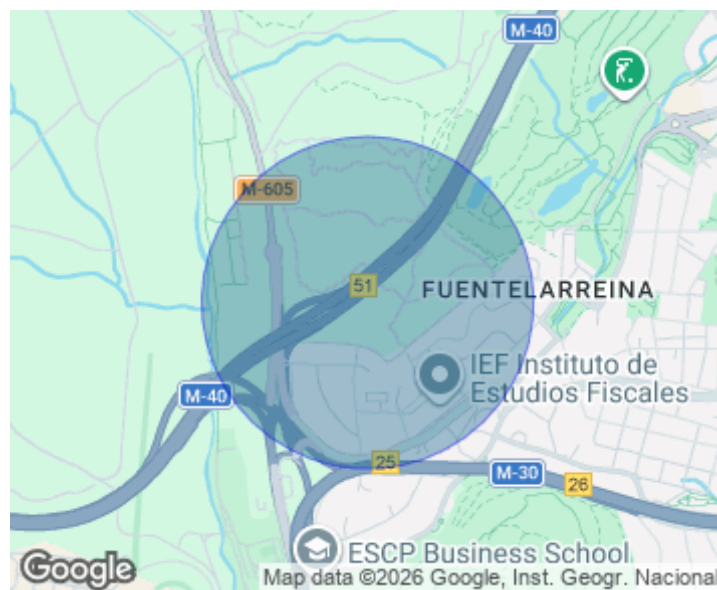 M-40
M-605
51
FUENTELARREINA
IEF Instituto de
Estudios Fiscales
M-40
25
M-30
26
ESCP Business School
Google
Map data ©2026 Google, Inst. Geogr. Nacional